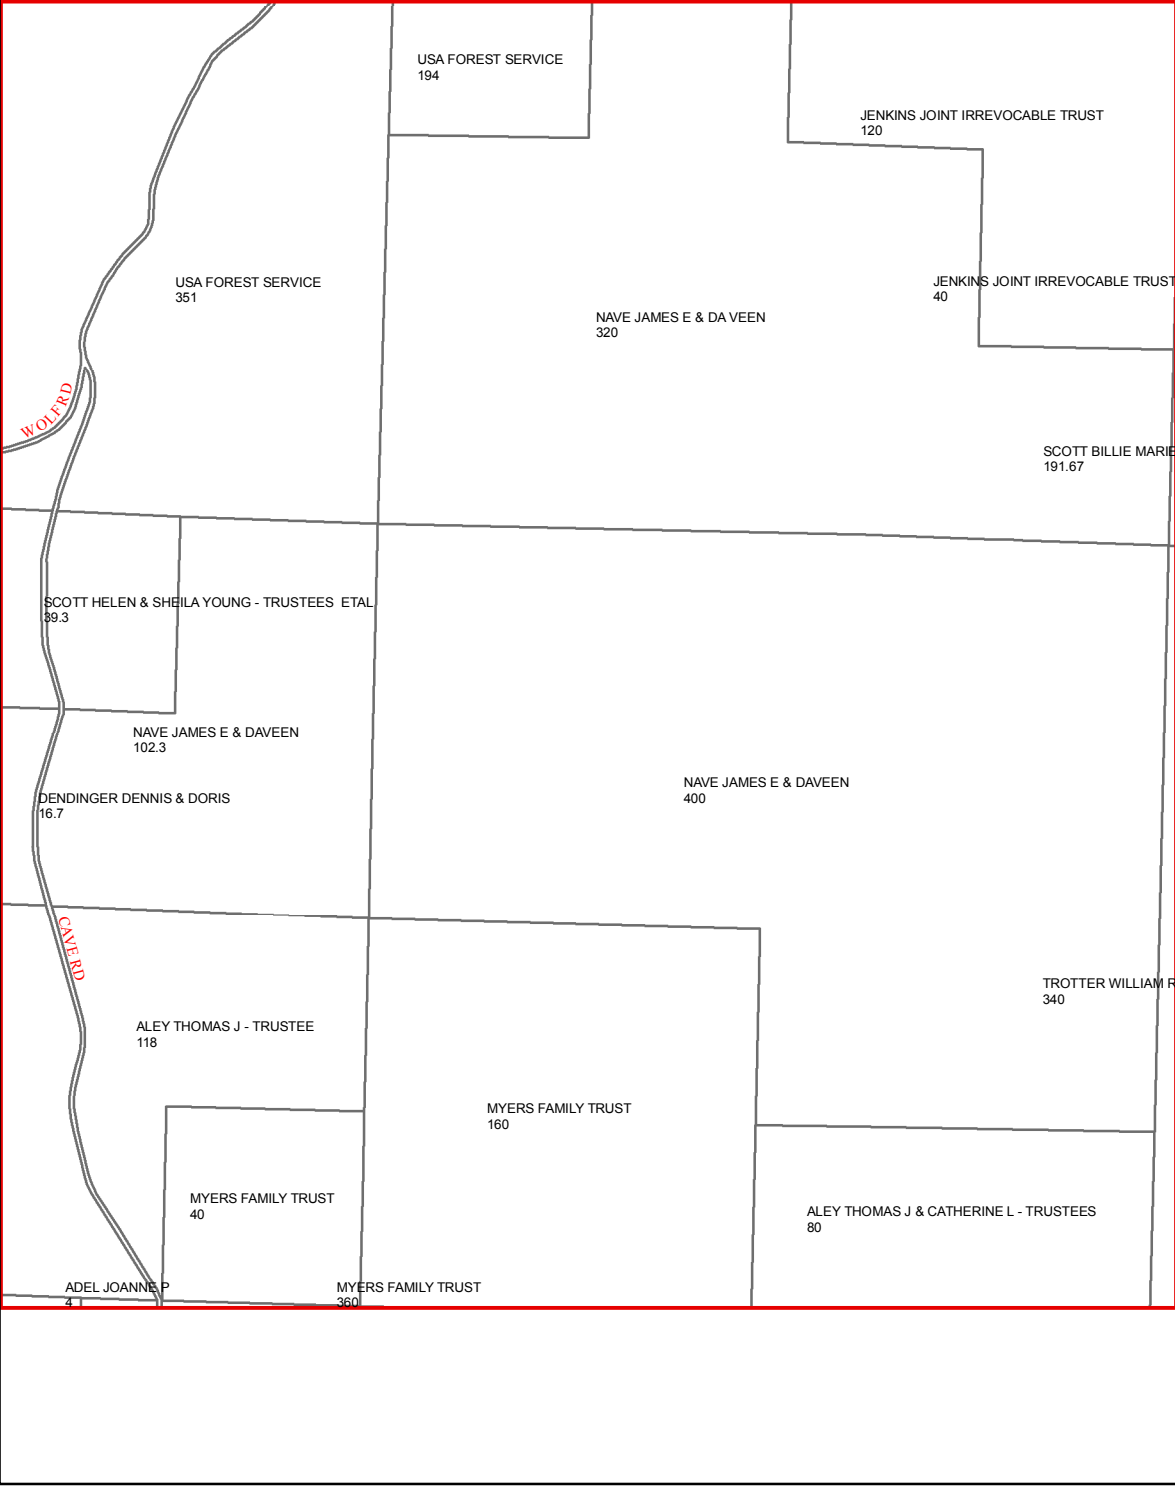 USA FOREST SERVICE
194
JENKINS JOINT IRREVOCABLE TRUST
120
USA FOREST SERVICE
351
JENKINS JOINT IRREVOCABLE TRUST
40
NAVE JAMES E & DA VEEN
320
WOLF RD
SCOTT BILLIE MARIE
191.67
SCOTT HELEN & SHEILA YOUNG - TRUSTEES ETAL
39.3
NAVE JAMES E & DAVEEN
102.3
NAVE JAMES E & DAVEEN
400
DENDINGER DENNIS & DORIS
16.7
CAVE RD
TROTTER WILLIAM R
340
ALEY THOMAS J - TRUSTEE
118
MYERS FAMILY TRUST
160
MYERS FAMILY TRUST
40
ALEY THOMAS J & CATHERINE L - TRUSTEES
80
ADEL JOANNE P
4
MYERS FAMILY TRUST
360